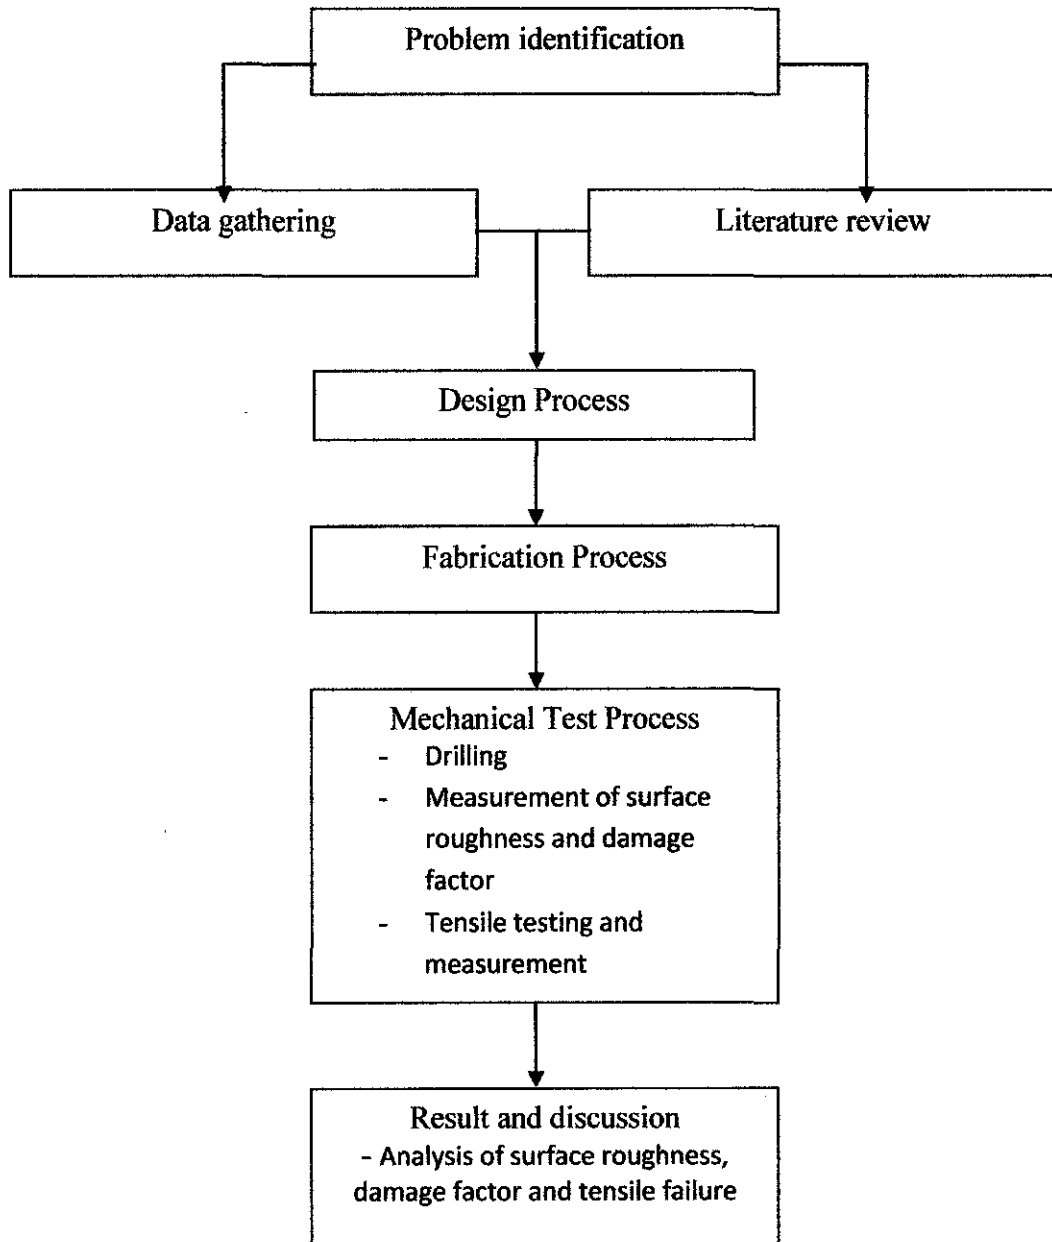 Problem identification
Data gathering
Literature review
Design Process
Fabrication Process
Mechanical Test Process
- Drilling
- Measurement of surface
roughness and damage
factor
- Tensile testing and
measurement
Result and discussion
- Analysis of surface roughness,
damage factor and tensile failure